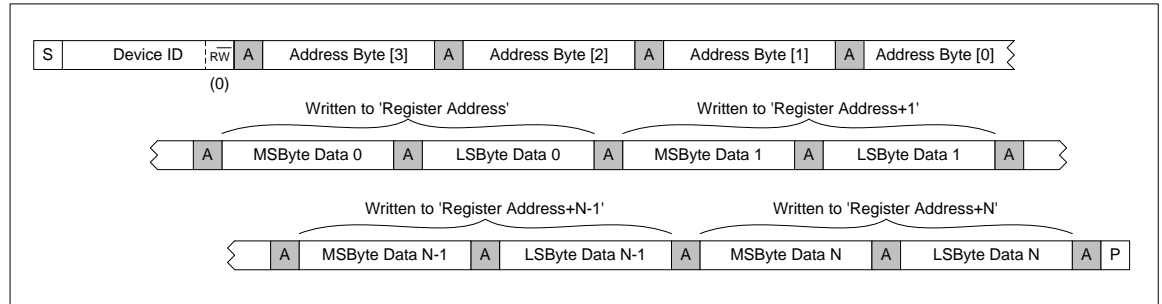 S Device ID RW A Address Byte [3] A Address Byte [2] A Address Byte [1] A Address Byte [0]
(0)
Written to 'Register Address' Written to 'Register Address+1'
A MSByte Data 0 A LSByte Data 0 A MSByte Data 1 A LSByte Data 1 A
Written to 'Register Address+N-1' Written to 'Register Address+N'
A MSByte Data N-1 A LSByte Data N-1 A MSByte Data N A LSByte Data N A P